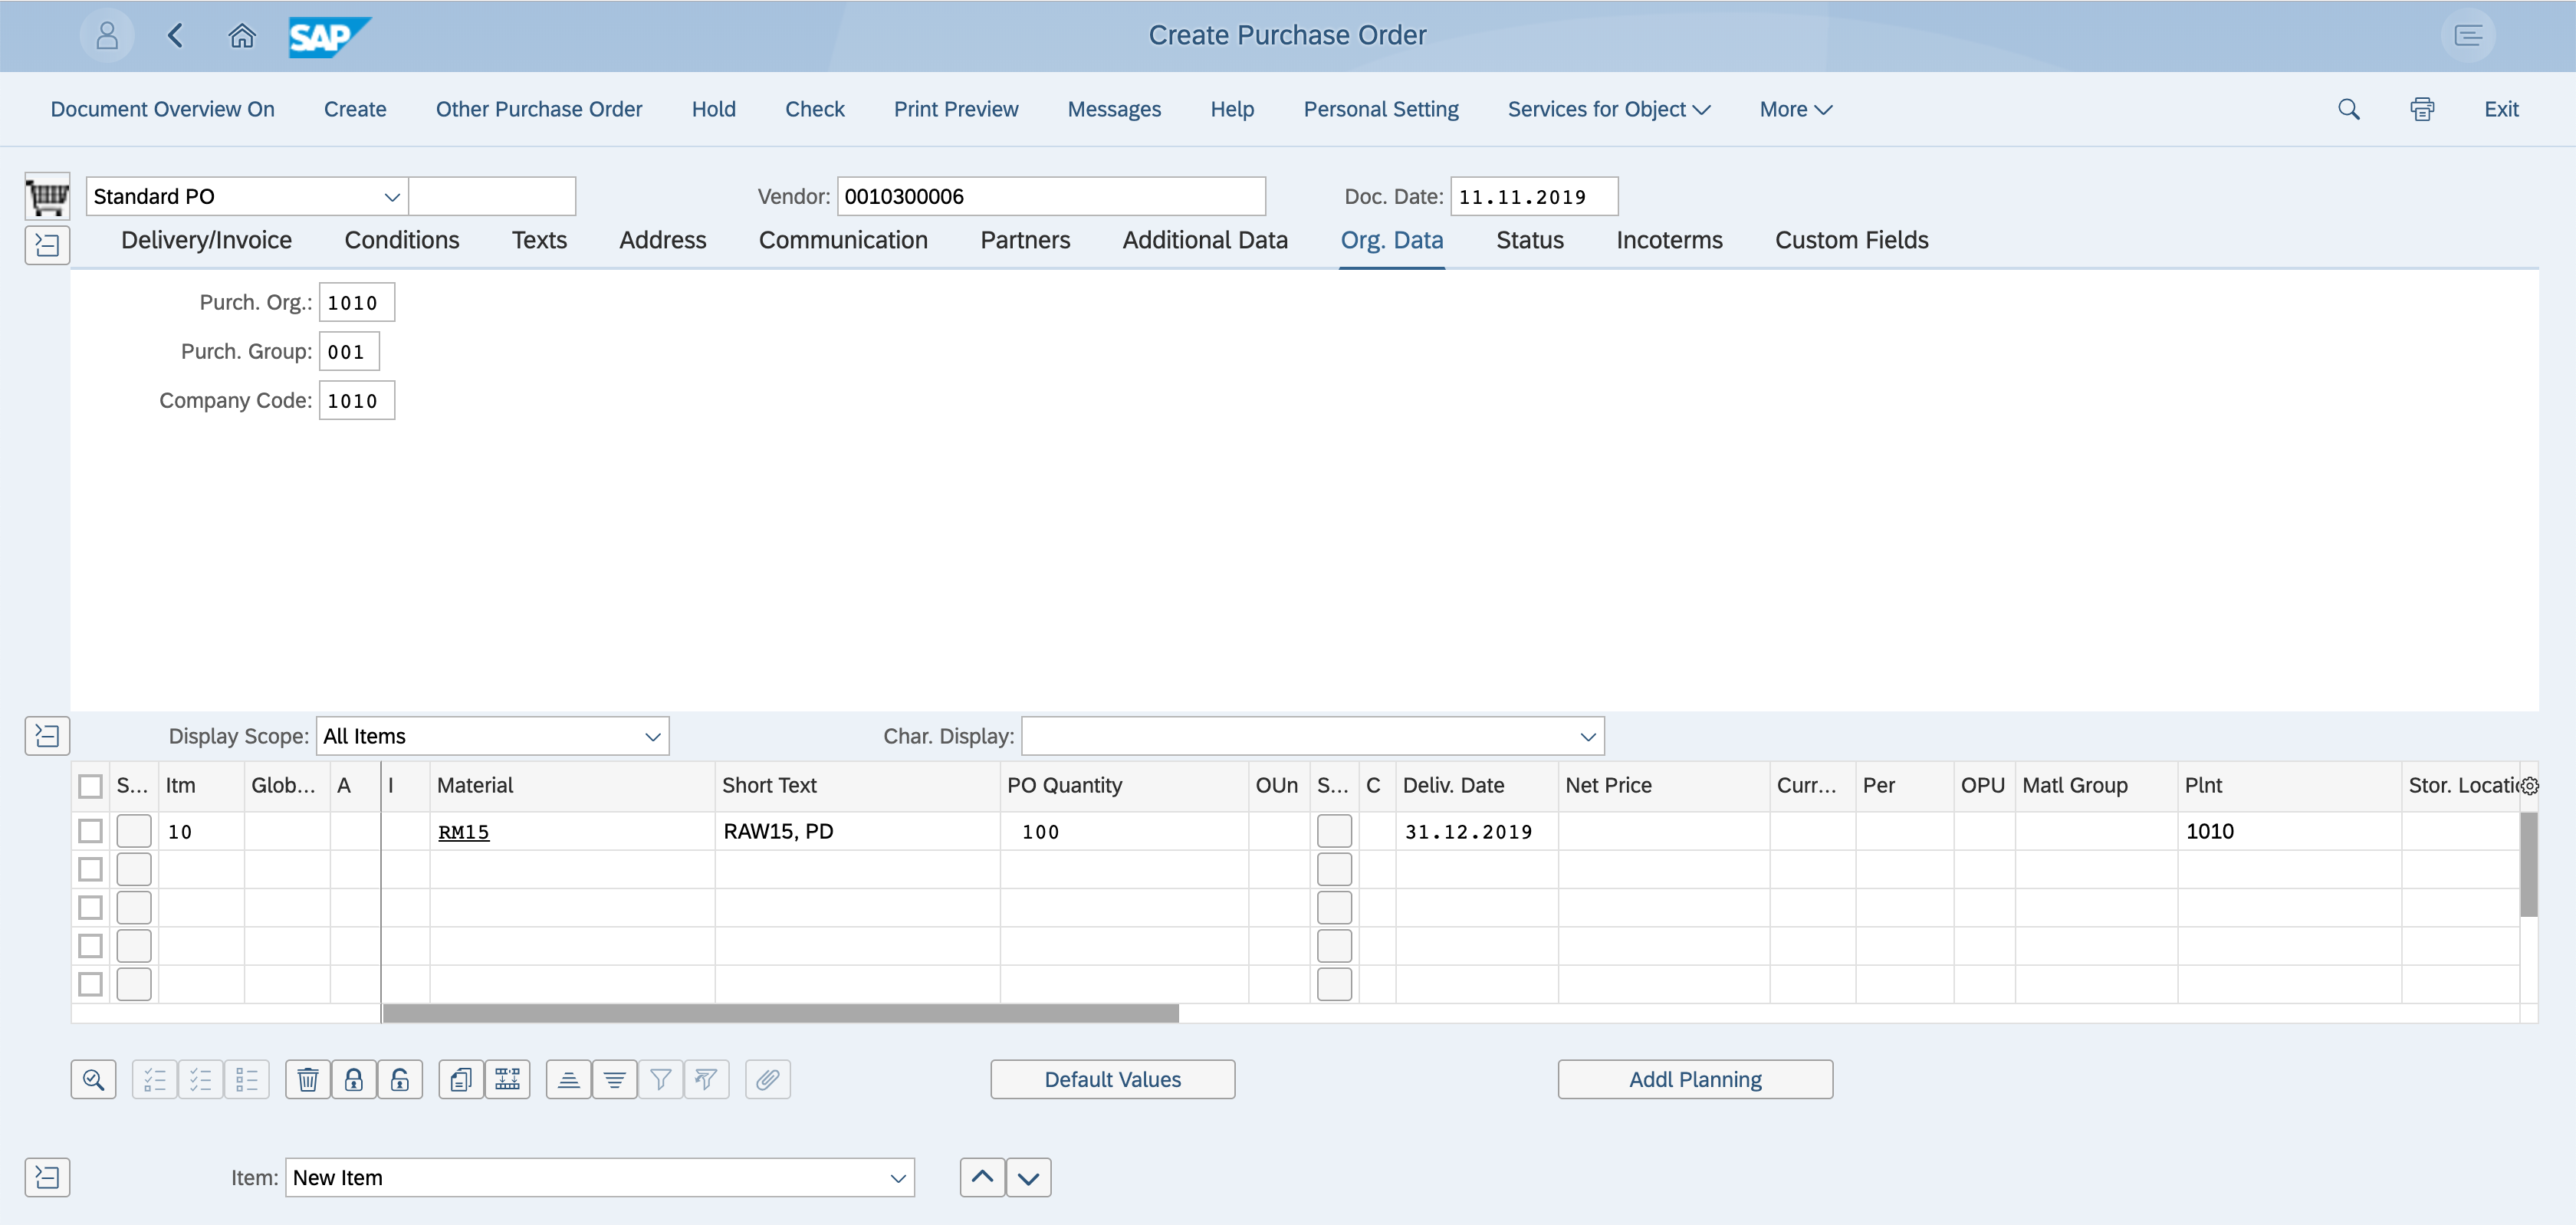 SAP Create Purchase Order
Document Overview On Create Other Purchase Order Hold Check Print Preview Messages Help Personal Setting Services for Object More Exit
Standard PO Vendor: 0010300006 Doc. Date: 11.11.2019
Delivery/Invoice Conditions Texts Address Communication Partners Additional Data Org. Data Status Incoterms Custom Fields
Purch. Org.: 1010
Purch. Group: 001
Company Code: 1010
Display Scope: All Items Char. Display:
S... Itm Glob... A I Material Short Text PO Quantity OUn S... C Deliv. Date Net Price Curr... Per OPU Matl Group Plnt Stor. Locati
10 RM15 RAW15, PD 100 31.12.2019 1010
Default Values Addl Planning
Item: New Item